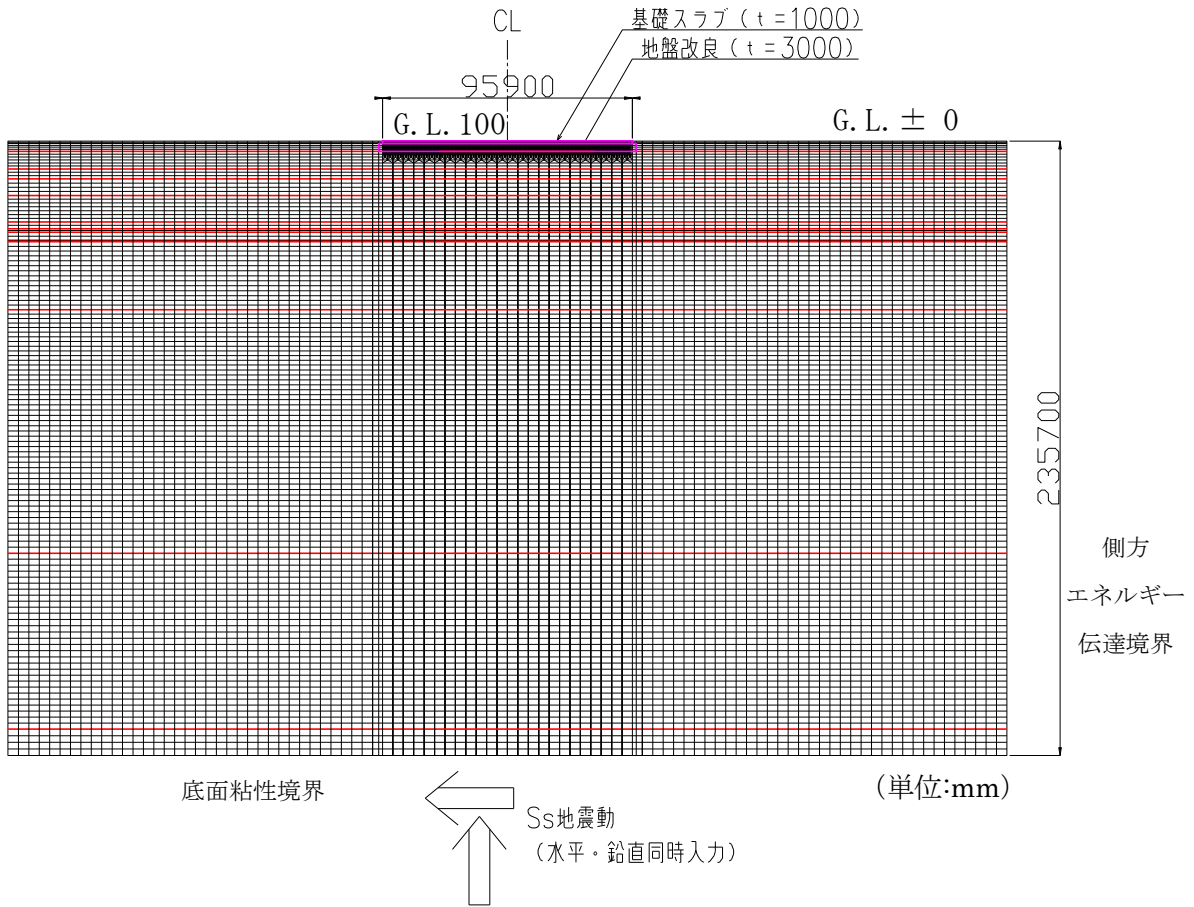 CL
基礎スラブ(t=1000)
地盤改良(t=3000)
95900
G.L.100
G.L.± 0
235700
側方
エネルギー
伝達境界
底面粘性境界
(単位:mm)
Ss地震動
(水平・鉛直同時入力)